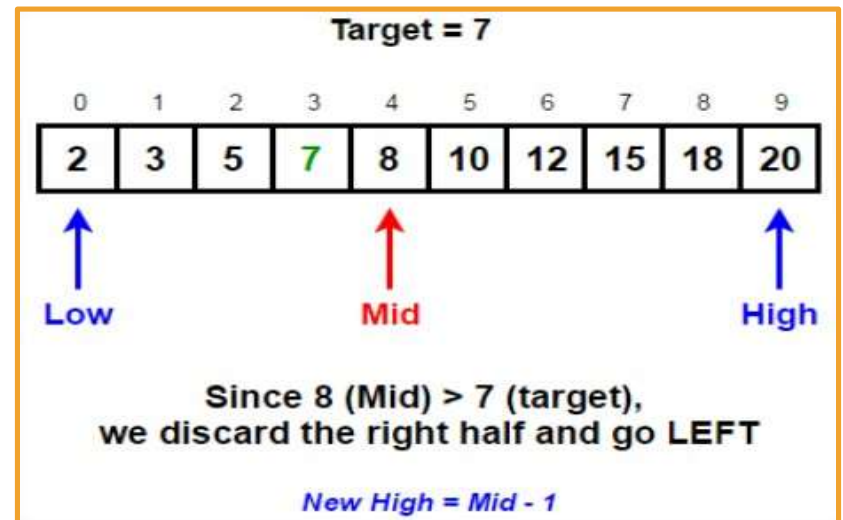 Target = 7
0 1 2 3 4 5 6 7 8 9
2 3 5 7 8 10 12 15 18 20
Low Mid High
Since 8 (Mid) > 7 (target),
we discard the right half and go LEFT
New High = Mid - 1